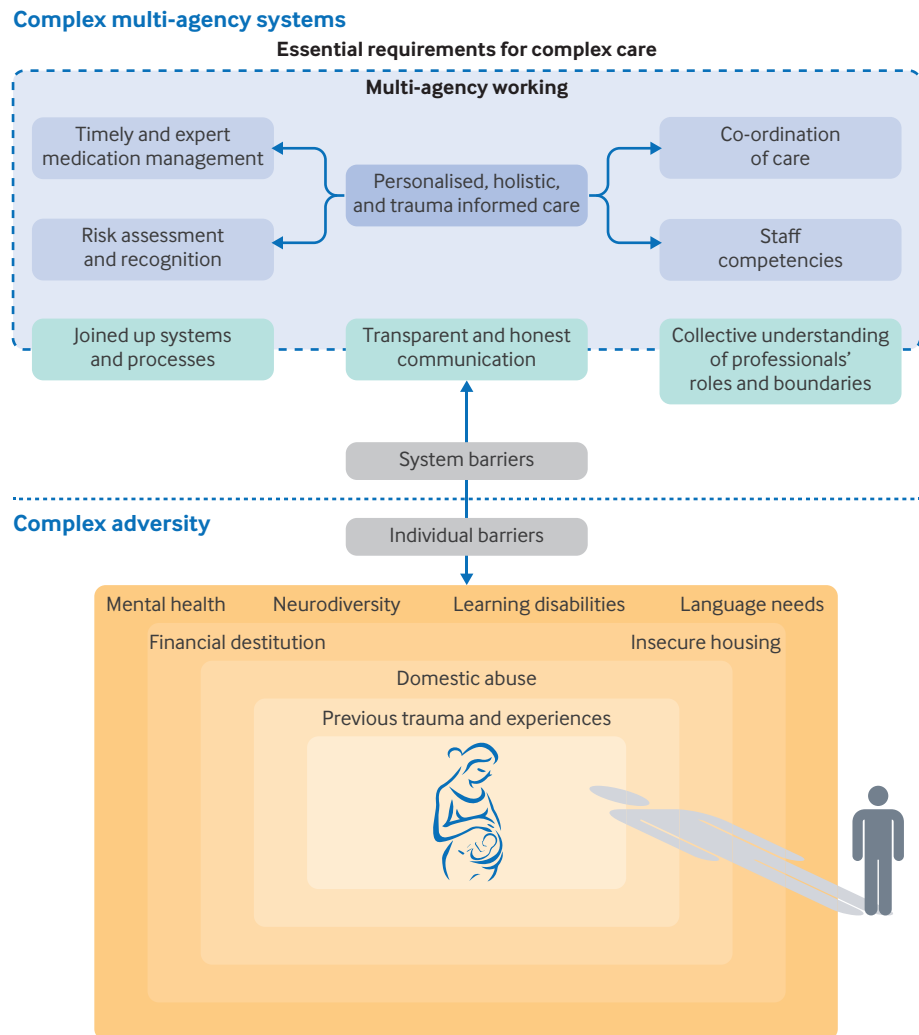 Complex multi-agency systems
Essential requirements for complex care
Multi-agency working
Timely and expert
medication management
Risk assessment
and recognition
Personalised, holistic,
and trauma informed care
Co-ordination
of care
Staff
competencies
Joined up systems
and processes
Transparent and honest
communication
Collective understanding
of professionals’
roles and boundaries
System barriers
Complex adversity
Individual barriers
Mental health Neurodiversity Learning disabilities Language needs
Financial destitution Insecure housing
Domestic abuse
Previous trauma and experiences